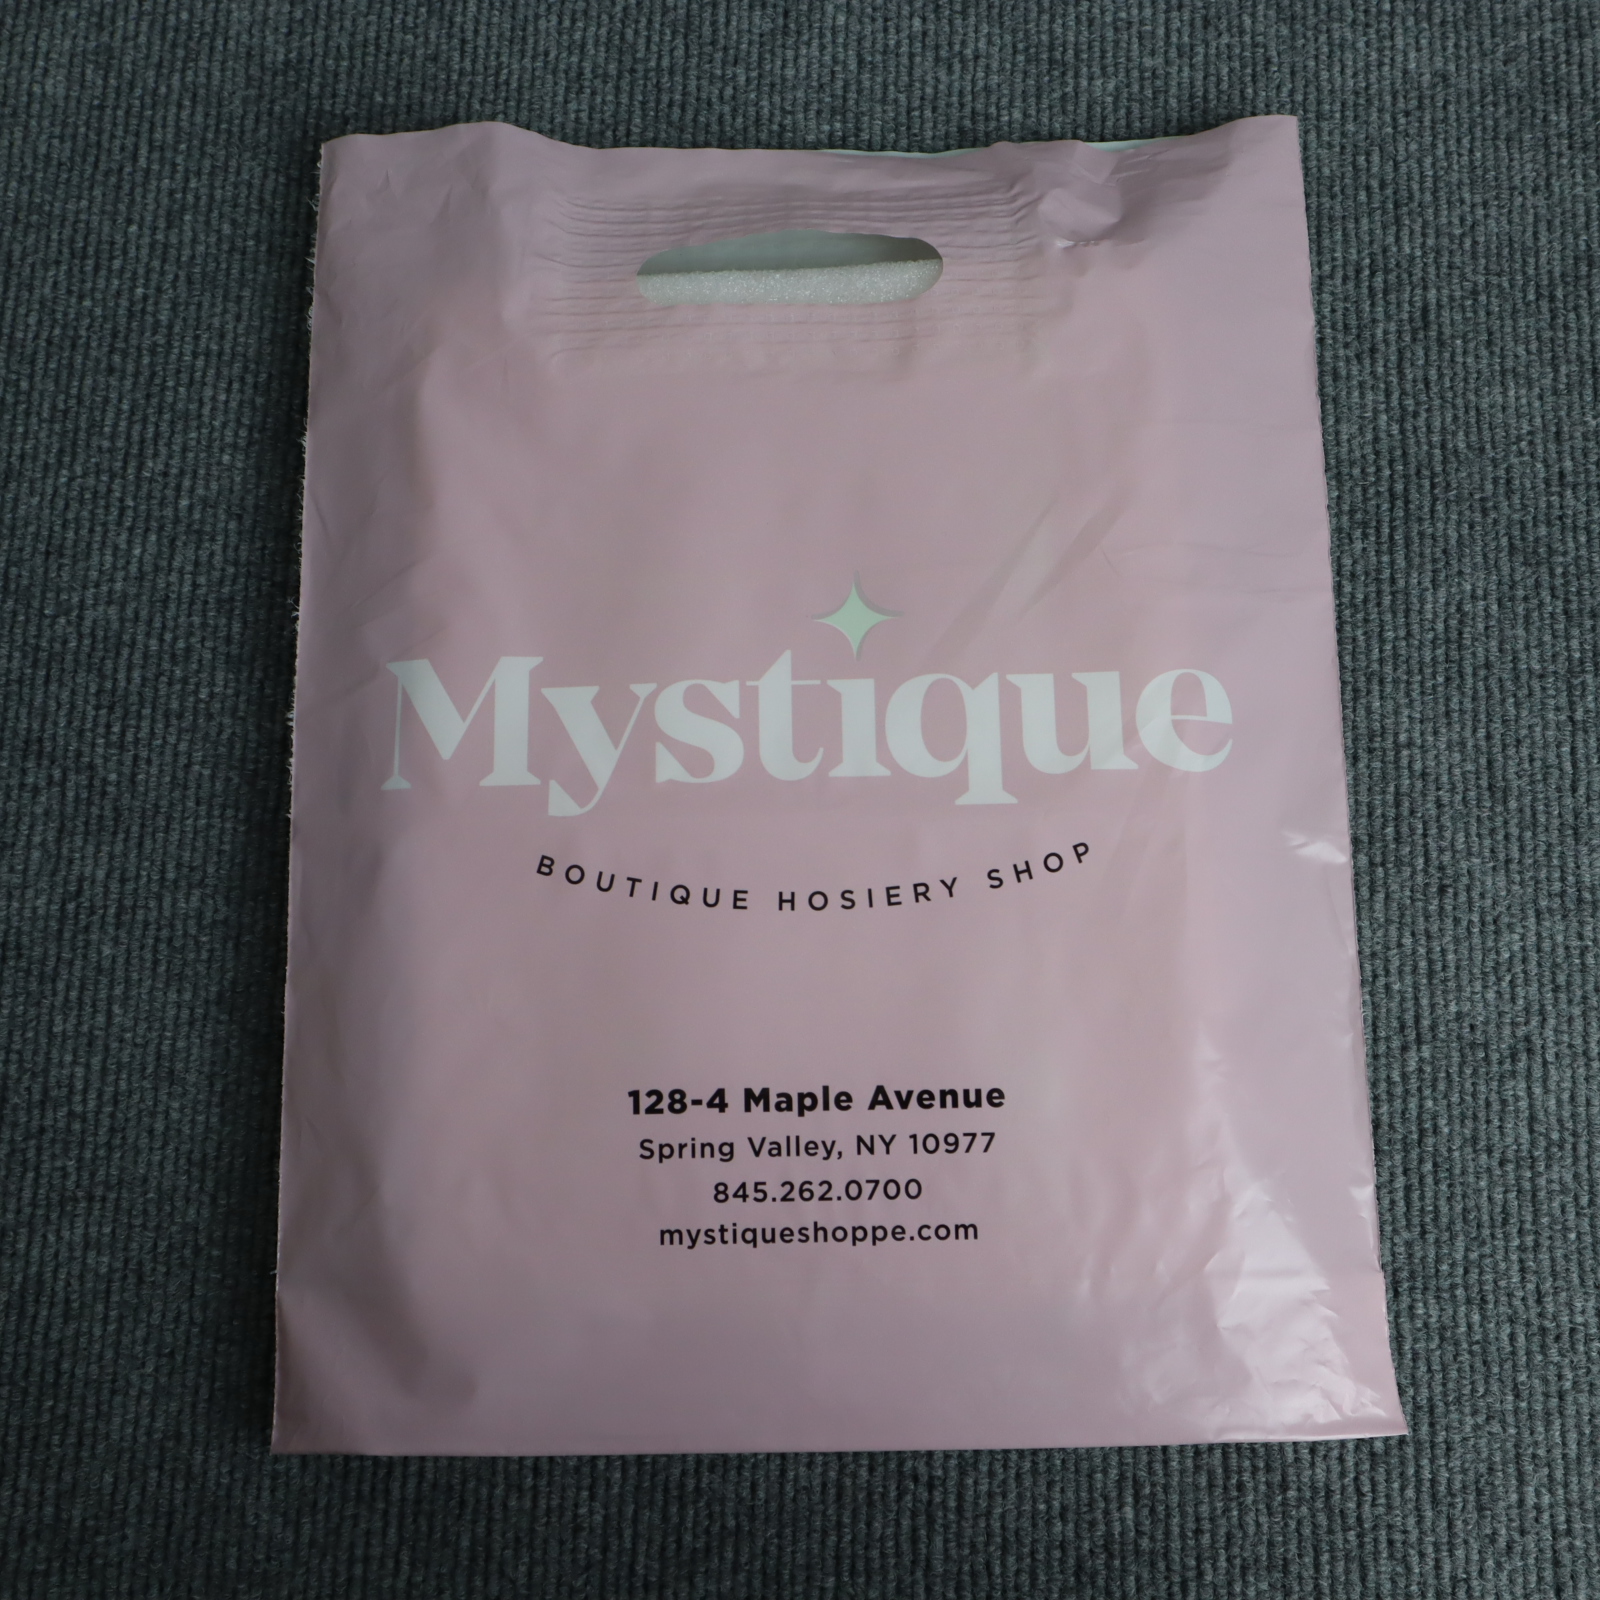 Mystique
BOUTIQUE HOSIERY SHOP
128-4 Maple Avenue
Spring Valley, NY 10977
845.262.0700
mystiqueshoppe.com